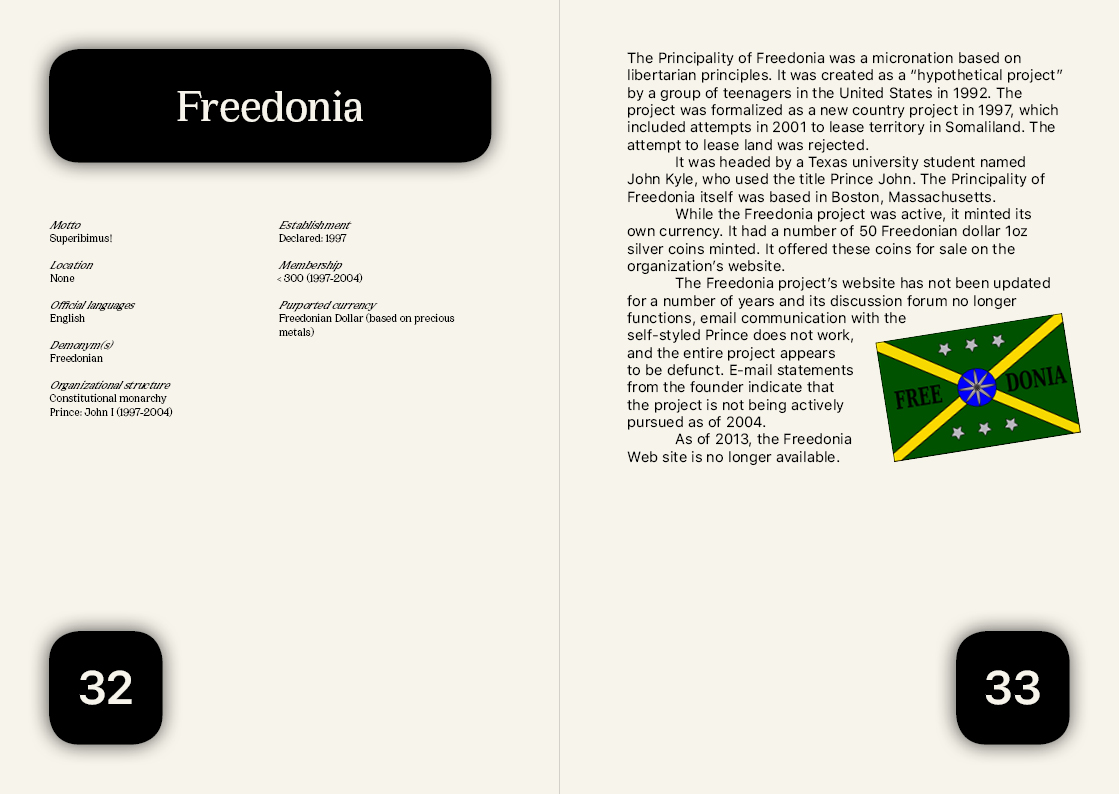 Freedonia
Motto
Superibimus!
Location
None
Official languages
English
Demonym(s)
Freedonian
Organizational structure
Constitutional monarchy
Prince: John I (1997-2004)
Establishment
Declared: 1997
Membership
< 300 (1997-2004)
Purported currency
Freedonian Dollar (based on precious
metals)
32
The Principality of Freedonia was a micronation based on
libertarian principles. It was created as a “hypothetical project”
by a group of teenagers in the United States in 1992. The
project was formalized as a new country project in 1997, which
included attempts in 2001 to lease territory in Somaliland. The
attempt to lease land was rejected.
It was headed by a Texas university student named
John Kyle, who used the title Prince John. The Principality of
Freedonia itself was based in Boston, Massachusetts.
While the Freedonia project was active, it minted its
own currency. It had a number of 50 Freedonian dollar 1oz
silver coins minted. It offered these coins for sale on the
organization’s website.
The Freedonia project’s website has not been updated
for a number of years and its discussion forum no longer
functions, email communication with the
self-styled Prince does not work,
and the entire project appears
to be defunct. E-mail statements
from the founder indicate that
the project is not being actively
pursued as of 2004.
As of 2013, the Freedonia
Web site is no longer available.
FREE DONIA
33